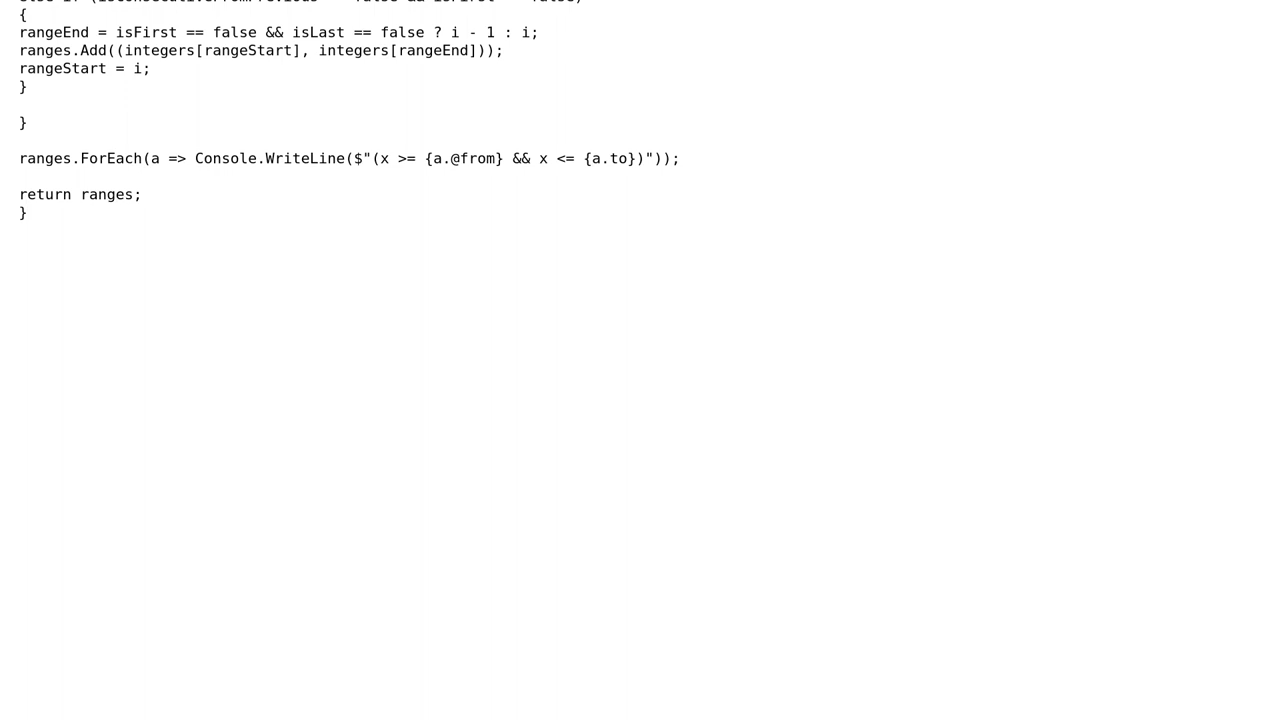 {
rangeEnd = isFirst == false && isLast == false ? i - 1 : i;
ranges.Add((integers[rangeStart], integers[rangeEnd]));
rangeStart = i;
}
}
ranges.ForEach(a => Console.WriteLine($"(x >= {a.@from} && x <= {a.to})"));
return ranges;
}